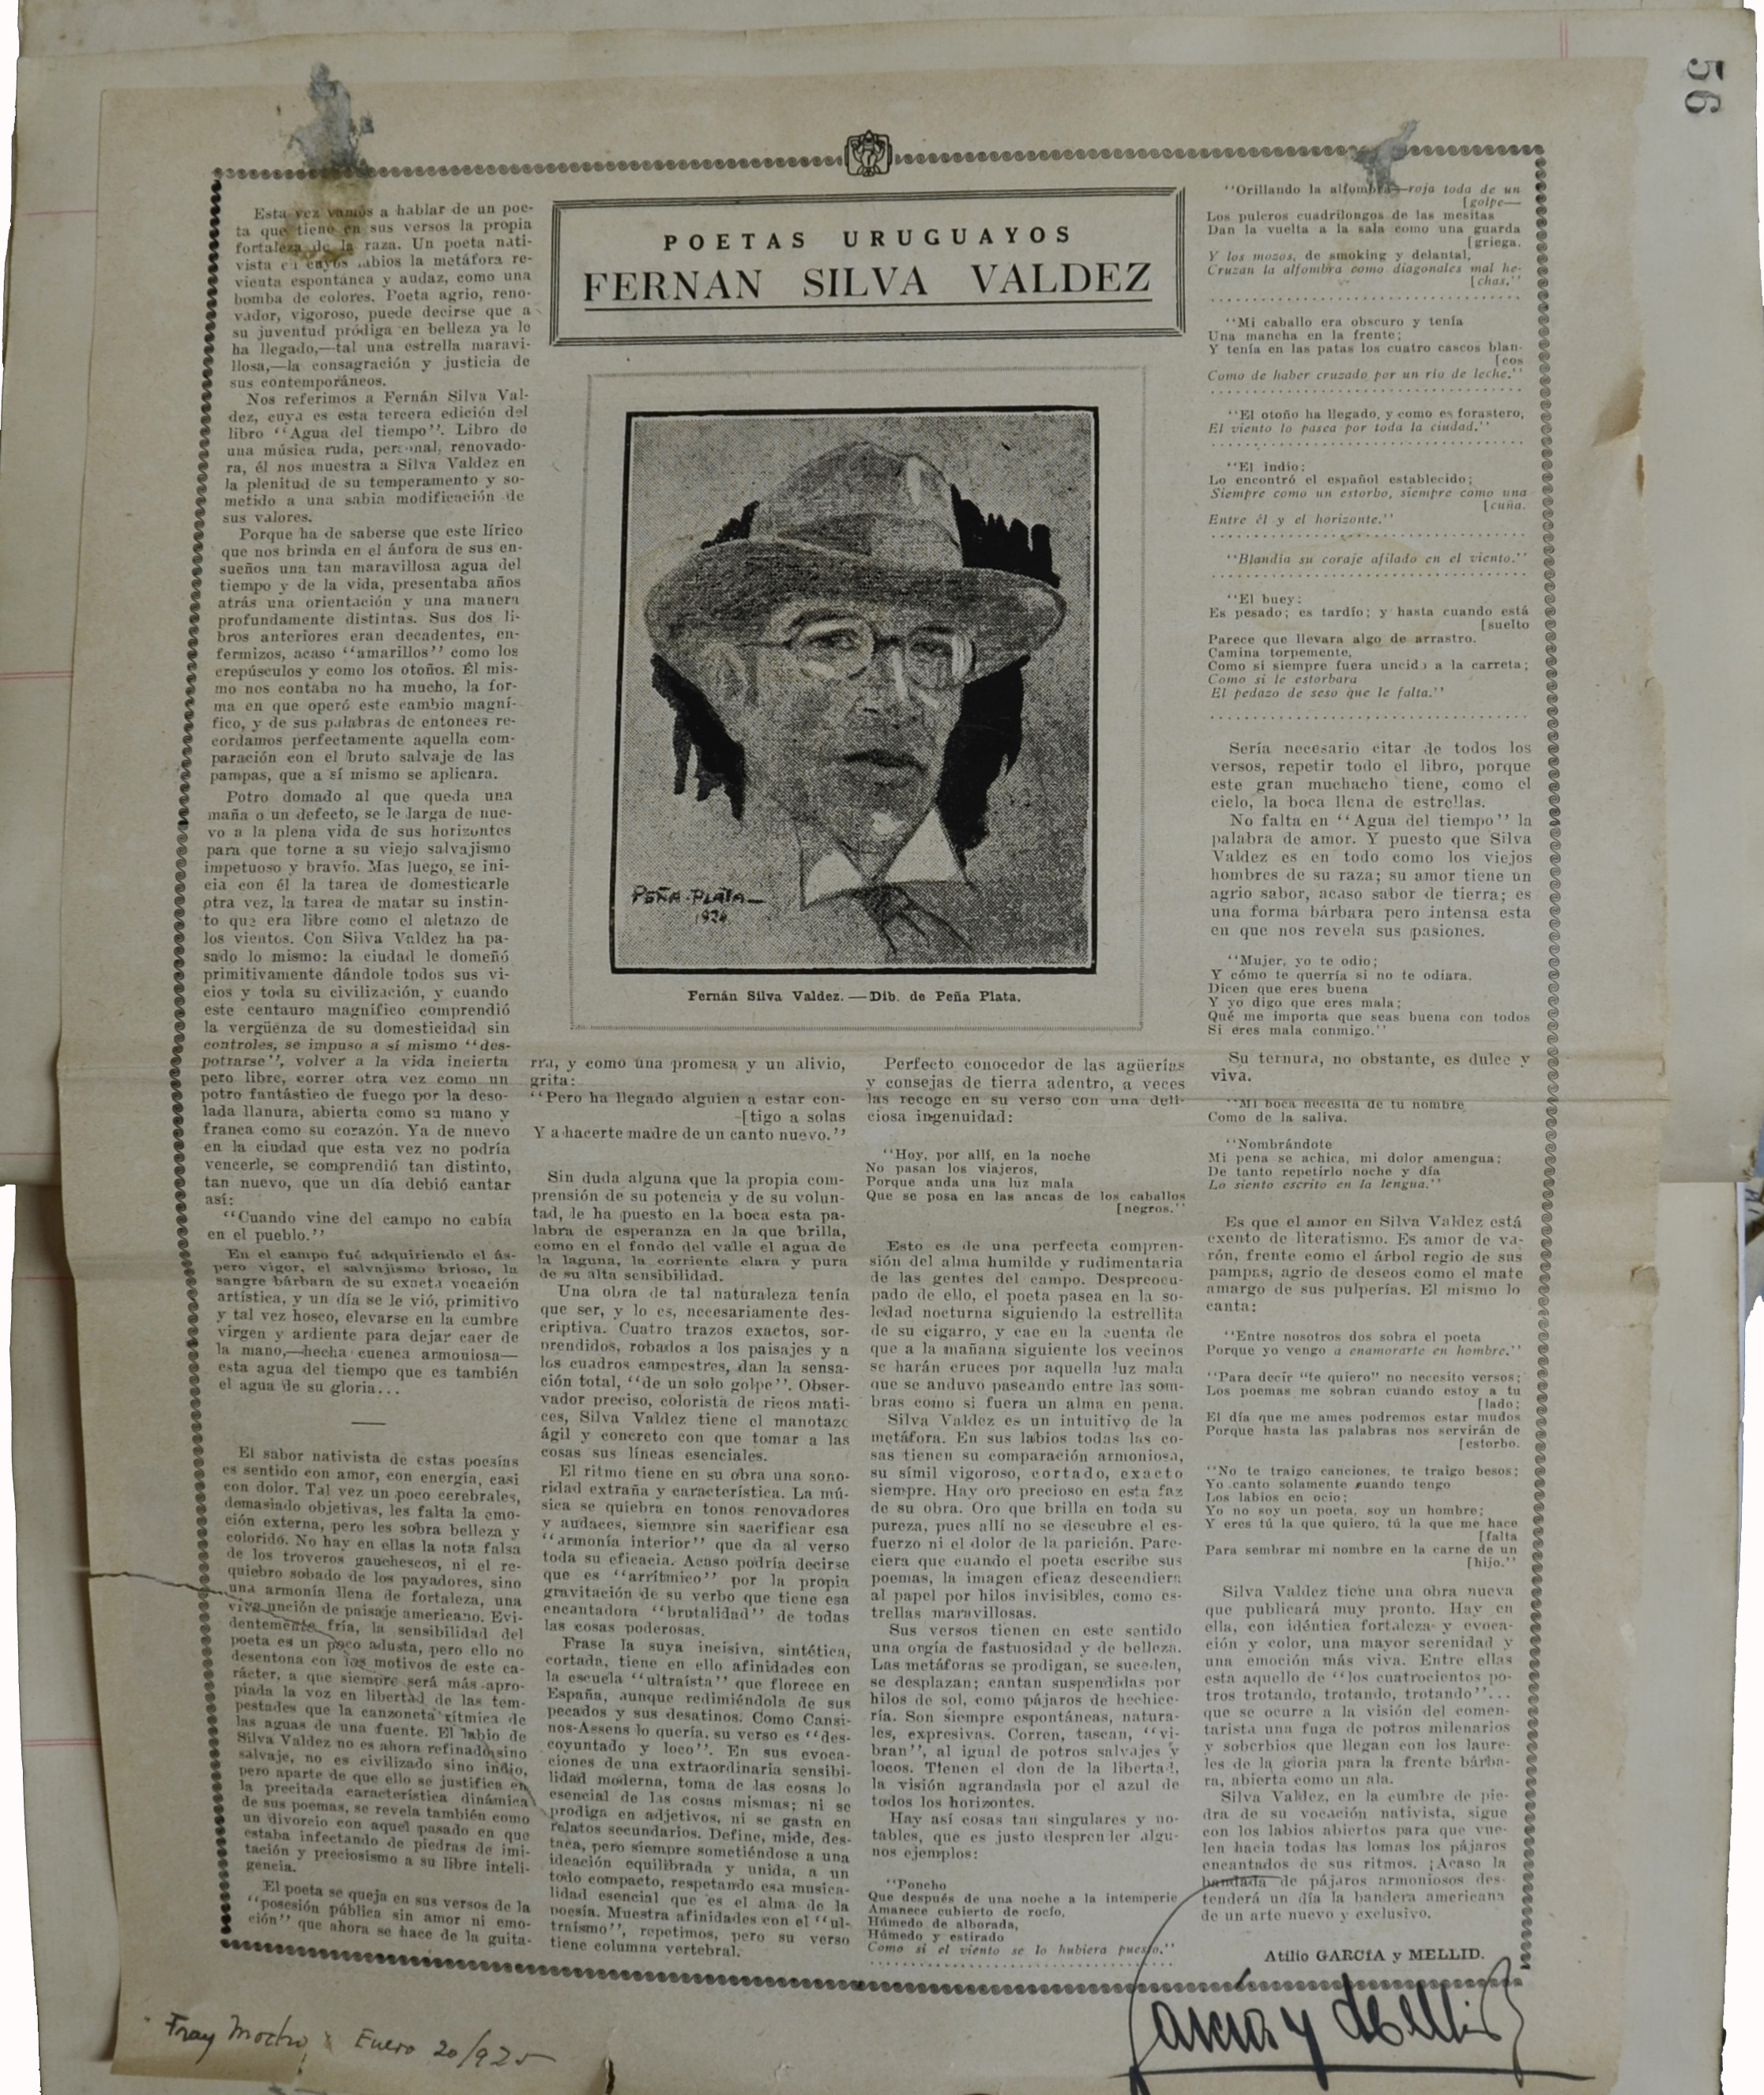 56
POETAS URUGUAYOS
FERNAN SILVA VALDEZ
Esta vez vamos a hablar de un poe-
ta que tiene en sus versos la propia
fortaleza de la raza. Un poeta nati-
vista en cuyos labios la metáfora re-
vienta espontánea y audaz, como una
bomba de colores. Poeta agrio, reno-
vador, vigoroso, puede decirse que a
su juventud pródiga en belleza ya le
ha llegado,—tal una estrella maravi-
llosa,—la consagración y justicia de
sus contemporáneos.
Nos referimos a Fernán Silva Val-
dez, cuya es esta tercera edición del
libro "Agua del tiempo". Libro de
una música ruda, personal, renovado-
ra, él nos muestra a Silva Valdez en
la plenitud de su temperamento y so-
metido a una sabia modificación de
sus valores.
Porque ha de saberse que este lírico
que nos brinda en el ánfora de sus en-
sueños una tan maravillosa agua del
tiempo y de la vida, presentaba años
atrás una orientación y una manera
profundamente distintas. Sus dos li-
bros anteriores eran decadentes, en-
fermizos, acaso "amarillos" como los
crepúsculos y como los otoños. Él mis-
mo nos contaba no ha mucho, la for-
ma en que operó este cambio magní-
fico, y de sus palabras de entonces re-
cordamos perfectamente aquella com-
paración con el bruto salvaje de las
pampas, que a sí mismo se aplicara.
Potro domado al que queda una
maña o un defecto, se le larga de nue-
vo a la plena vida de sus horizontes
para que torne a su viejo salvajismo
impetuoso y bravío. Mas luego, se ini-
cia con él la tarea de domesticarle
otra vez, la tarea de matar su instin-
to que era libre como el aletazo de
los vientos. Con Silva Valdez ha pa-
sado lo mismo: la ciudad le domeñó
primitivamente dándole todos sus vi-
cios y toda su civilización, y cuando
este centauro magnífico comprendió
la vergüenza de su domesticidad sin
controles, se impuso a sí mismo "des-
potrarse", volver a la vida incierta
pero libre, correr otra vez como un
potro fantástico de fuego por la deso-
lada llanura, abierta como su mano y
franca como su corazón. Ya de nuevo
en la ciudad que esta vez no podría
vencerle, se comprendió tan distinto,
tan nuevo, que un día debió cantar
así:
"Cuando vine del campo no cabía
en el pueblo."
En el campo fué adquiriendo el ás-
pero vigor, el salvajismo brioso, la
sangre bárbara de su exacta vocación
artística, y un día se le vió, primitivo
y tal vez hosco, elevarse en la cumbre
virgen y ardiente para dejar caer de
la mano,—hecha cuenca armoniosa—
esta agua del tiempo que es también
el agua de su gloria...
El sabor nativista de estas poesías
es sentido con amor, con energía, casi
con dolor. Tal vez un poco cerebrales,
demasiado objetivas, les falta la emo-
ción externa, pero les sobra belleza y
colorido. No hay en ellas la nota falsa
de los troveros gauchescos, ni el re-
quiebro sobado de los payadores, sino
una armonía llena de fortaleza, una
viva unción de paisaje americano. Evi-
dentemente fría, la sensibilidad del
poeta es un poco adusta, pero ello no
desentona con los motivos de este ca-
rácter, a que siempre será más apro-
piada la voz en libertad de las tem-
pestades que la canzoneta rítmica de
las aguas de una fuente. El labio de
Silva Valdez no es ahora refinado sino
salvaje, no es civilizado sino indio,
pero aparte de que ello se justifica en
la precitada característica dinámica
de sus poemas, se revela también como
un divorcio con aquel pasado en que
estaba infectando de piedras de imi-
tación y preciosismo a su libre inteli-
gencia.
El poeta se queja en sus versos de la
"posesión pública sin amor ni emo-
ción" que ahora se hace de la guita-
PEÑA-PLATA—
1924
Fernán Silva Valdez. — Dib. de Peña Plata.
rra, y como una promesa y un alivio,
grita:
"Pero ha llegado alguien a estar con-
[tigo a solas
Y a hacerte madre de un canto nuevo."
Sin duda alguna que la propia com-
prensión de su potencia y de su volun-
tad, le ha puesto en la boca esta pa-
labra de esperanza en la que brilla,
como en el fondo del valle el agua de
la laguna, la corriente clara y pura
de su alta sensibilidad.
Una obra de tal naturaleza tenía
que ser, y lo es, necesariamente des-
criptiva. Cuatro trazos exactos, sor-
prendidos, robados a los paisajes y a
los cuadros campestres, dan la sensa-
ción total, "de un solo golpe". Obser-
vador preciso, colorista de ricos mati-
ces, Silva Valdez tiene el manotazo
ágil y concreto con que tomar a las
cosas sus líneas esenciales.
El ritmo tiene en su obra una sono-
ridad extraña y característica. La mú-
sica se quiebra en tonos renovadores
y audaces, siempre sin sacrificar esa
"armonía interior" que da al verso
toda su eficacia. Acaso podría decirse
que es "arrítmico" por la propia
gravitación de su verbo que tiene esa
encantadora "brutalidad" de todas
las cosas poderosas.
Frase la suya incisiva, sintética,
cortada, tiene en ello afinidades con
la escuela "ultraísta" que florece en
España, aunque redimiéndola de sus
pecados y sus desatinos. Como Cansi-
nos-Assens lo quería, su verso es "des-
coyuntado y loco". En sus evoca-
ciones de una extraordinaria sensibi-
lidad moderna, toma de las cosas lo
esencial de las cosas mismas; ni se
prodiga en adjetivos, ni se gasta en
relatos secundarios. Define, mide, des-
taca, pero siempre sometiéndose a una
ideación equilibrada y unida, a un
todo compacto, respetando esa musica-
lidad esencial que es el alma de la
poesía. Muestra afinidades con el "ul-
traísmo", repetimos, pero su verso
tiene columna vertebral.
Perfecto conocedor de las agüerías
y consejas de tierra adentro, a veces
las recoge en su verso con una deli-
ciosa ingenuidad:
"Hoy, por allí, en la noche
No pasan los viajeros,
Porque anda una luz mala
Que se posa en las ancas de los caballos
[negros."
Esto es de una perfecta compren-
sión del alma humilde y rudimentaria
de las gentes del campo. Despreocu-
pado de ello, el poeta pasea en la so-
ledad nocturna siguiendo la estrellita
de su cigarro, y cae en la cuenta de
que a la mañana siguiente los vecinos
se harán cruces por aquella luz mala
que se anduvo paseando entre las som-
bras como si fuera un alma en pena.
Silva Valdez es un intuitivo de la
metáfora. En sus labios todas las co-
sas tienen su comparación armoniosa,
su símil vigoroso, cortado, exacto
siempre. Hay oro precioso en esta faz
de su obra. Oro que brilla en toda su
pureza, pues allí no se descubre el es-
fuerzo ni el dolor de la parición. Pare-
ciera que cuando el poeta escribe sus
poemas, la imagen eficaz descendiera
al papel por hilos invisibles, como es-
trellas maravillosas.
Sus versos tienen en este sentido
una orgía de fastuosidad y de belleza.
Las metáforas se prodigan, se suceden,
se desplazan; cantan suspendidas por
hilos de sol, como pájaros de hechice-
ría. Son siempre espontáneas, natura-
les, expresivas. Corren, tascan, "vi-
bran", al igual de potros salvajes y
locos. Tienen el don de la libertad,
la visión agrandada por el azul de
todos los horizontes.
Hay así cosas tan singulares y no-
tables, que es justo desprender algu-
nos ejemplos:
"Poncho
Que después de una noche a la intemperie
Amanece cubierto de rocío,
Húmedo de alborada,
Húmedo y estirado
Como si el viento se lo hubiera puesto."
"Orillando la alfombra—roja toda de un
[golpe—
Los pulcros cuadrilongos de las mesitas
Dan la vuelta a la sala como una guarda
[griega.
Y los mozos, de smoking y delantal,
Cruzan la alfombra como diagonales mal he-
[chas."
"Mi caballo era obscuro y tenía
Una mancha en la frente;
Y tenía en las patas los cuatro cascos blan-
[cos
Como de haber cruzado por un río de leche."
"El otoño ha llegado, y como es forastero,
El viento lo pasea por toda la ciudad."
"El indio:
Lo encontró el español establecido;
Siempre como un estorbo, siempre como una
[cuña.
Entre él y el horizonte."
"Blandía su coraje afilado en el viento."
"El buey:
Es pesado; es tardío; y hasta cuando está
[suelto
Parece que llevara algo de arrastro.
Camina torpemente,
Como si siempre fuera uncido a la carreta;
Como si le estorbara
El pedazo de seso que le falta."
Sería necesario citar de todos los
versos, repetir todo el libro, porque
este gran muchacho tiene, como el
cielo, la boca llena de estrellas.
No falta en "Agua del tiempo" la
palabra de amor. Y puesto que Silva
Valdez es en todo como los viejos
hombres de su raza; su amor tiene un
agrio sabor, acaso sabor de tierra; es
una forma bárbara pero intensa esta
en que nos revela sus pasiones.
"Mujer, yo te odio;
Y cómo te querría si no te odiara.
Dicen que eres buena
Y yo digo que eres mala;
Qué me importa que seas buena con todos
Si eres mala conmigo."
Su ternura, no obstante, es dulce y
viva.
"Mi boca necesita de tu nombre
Como de la saliva.
"Nombrándote
Mi pena se achica, mi dolor amengua;
De tanto repetirlo noche y día
Lo siento escrito en la lengua."
Es que el amor en Silva Valdez está
exento de literatismo. Es amor de va-
rón, frente como el árbol regio de sus
pampas, agrio de deseos como el mate
amargo de sus pulperías. El mismo lo
canta:
"Entre nosotros dos sobra el poeta
Porque yo vengo a enamorarte en hombre."
"Para decir "te quiero" no necesito versos;
Los poemas me sobran cuando estoy a tu
[lado;
El día que me ames podremos estar mudos
Porque hasta las palabras nos servirán de
[estorbo.
"No te traigo canciones, te traigo besos;
Yo canto solamente cuando tengo
Los labios en ocio;
Yo no soy un poeta, soy un hombre;
Y eres tú la que quiero, tú la que me hace
[falta
Para sembrar mi nombre en la carne de un
[hijo."
Silva Valdez tiene una obra nueva
que publicará muy pronto. Hay en
ella, con idéntica fortaleza y evoca-
ción y color, una mayor serenidad y
una emoción más viva. Entre ellas
esta aquello de "los cuatrocientos po-
tros trotando, trotando, trotando"...
que se ocurre a la visión del comen-
tarista una fuga de potros milenarios
y soberbios que llegan con los laure-
les de la gloria para la frente bárba-
ra, abierta como un ala.
Silva Valdez, en la cumbre de pie-
dra de su vocación nativista, sigue
con los labios abiertos para que vue-
len hacia todas las lomas los pájaros
encantados de sus ritmos. ¡Acaso la
bandada de pájaros armoniosos des-
tenderá un día la bandera americana
de un arte nuevo y exclusivo.
Atilio GARCÍA y MELLID.
García y Mellid
Fray Mocho, Enero 20/925